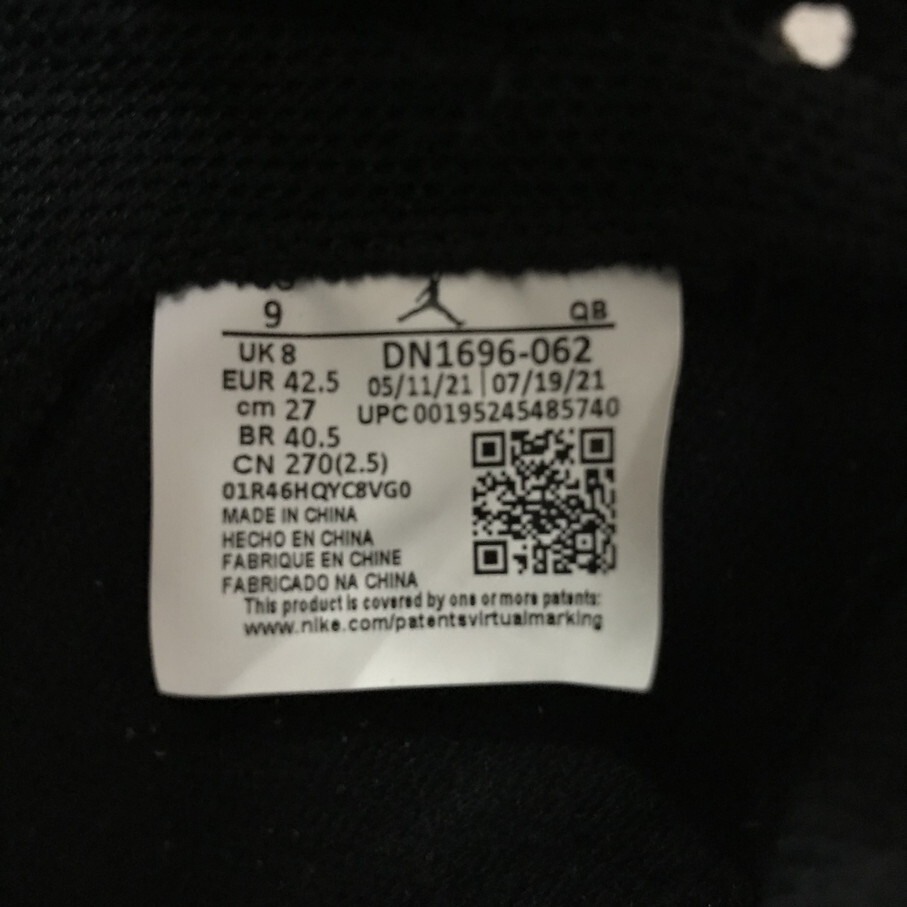 9 QB
UK 8 DN1696-062
EUR 42.5 05/11/21 | 07/19/21
cm 27 UPC 00195245485740
BR 40.5
CN 270(2.5)
01R46HQYC8VG0
MADE IN CHINA
HECHO EN CHINA
FABRIQUE EN CHINE
FABRICADO NA CHINA
This product is covered by one or more patents:
www.nike.com/patentsvirtualmarking